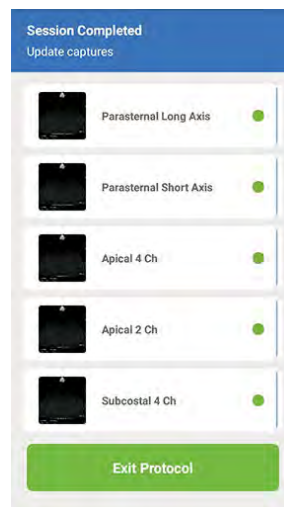 Session Completed
Update captures
Parasternal Long Axis
Parasternal Short Axis
Apical 4 Ch
Apical 2 Ch
Subcostal 4 Ch
Exit Protocol